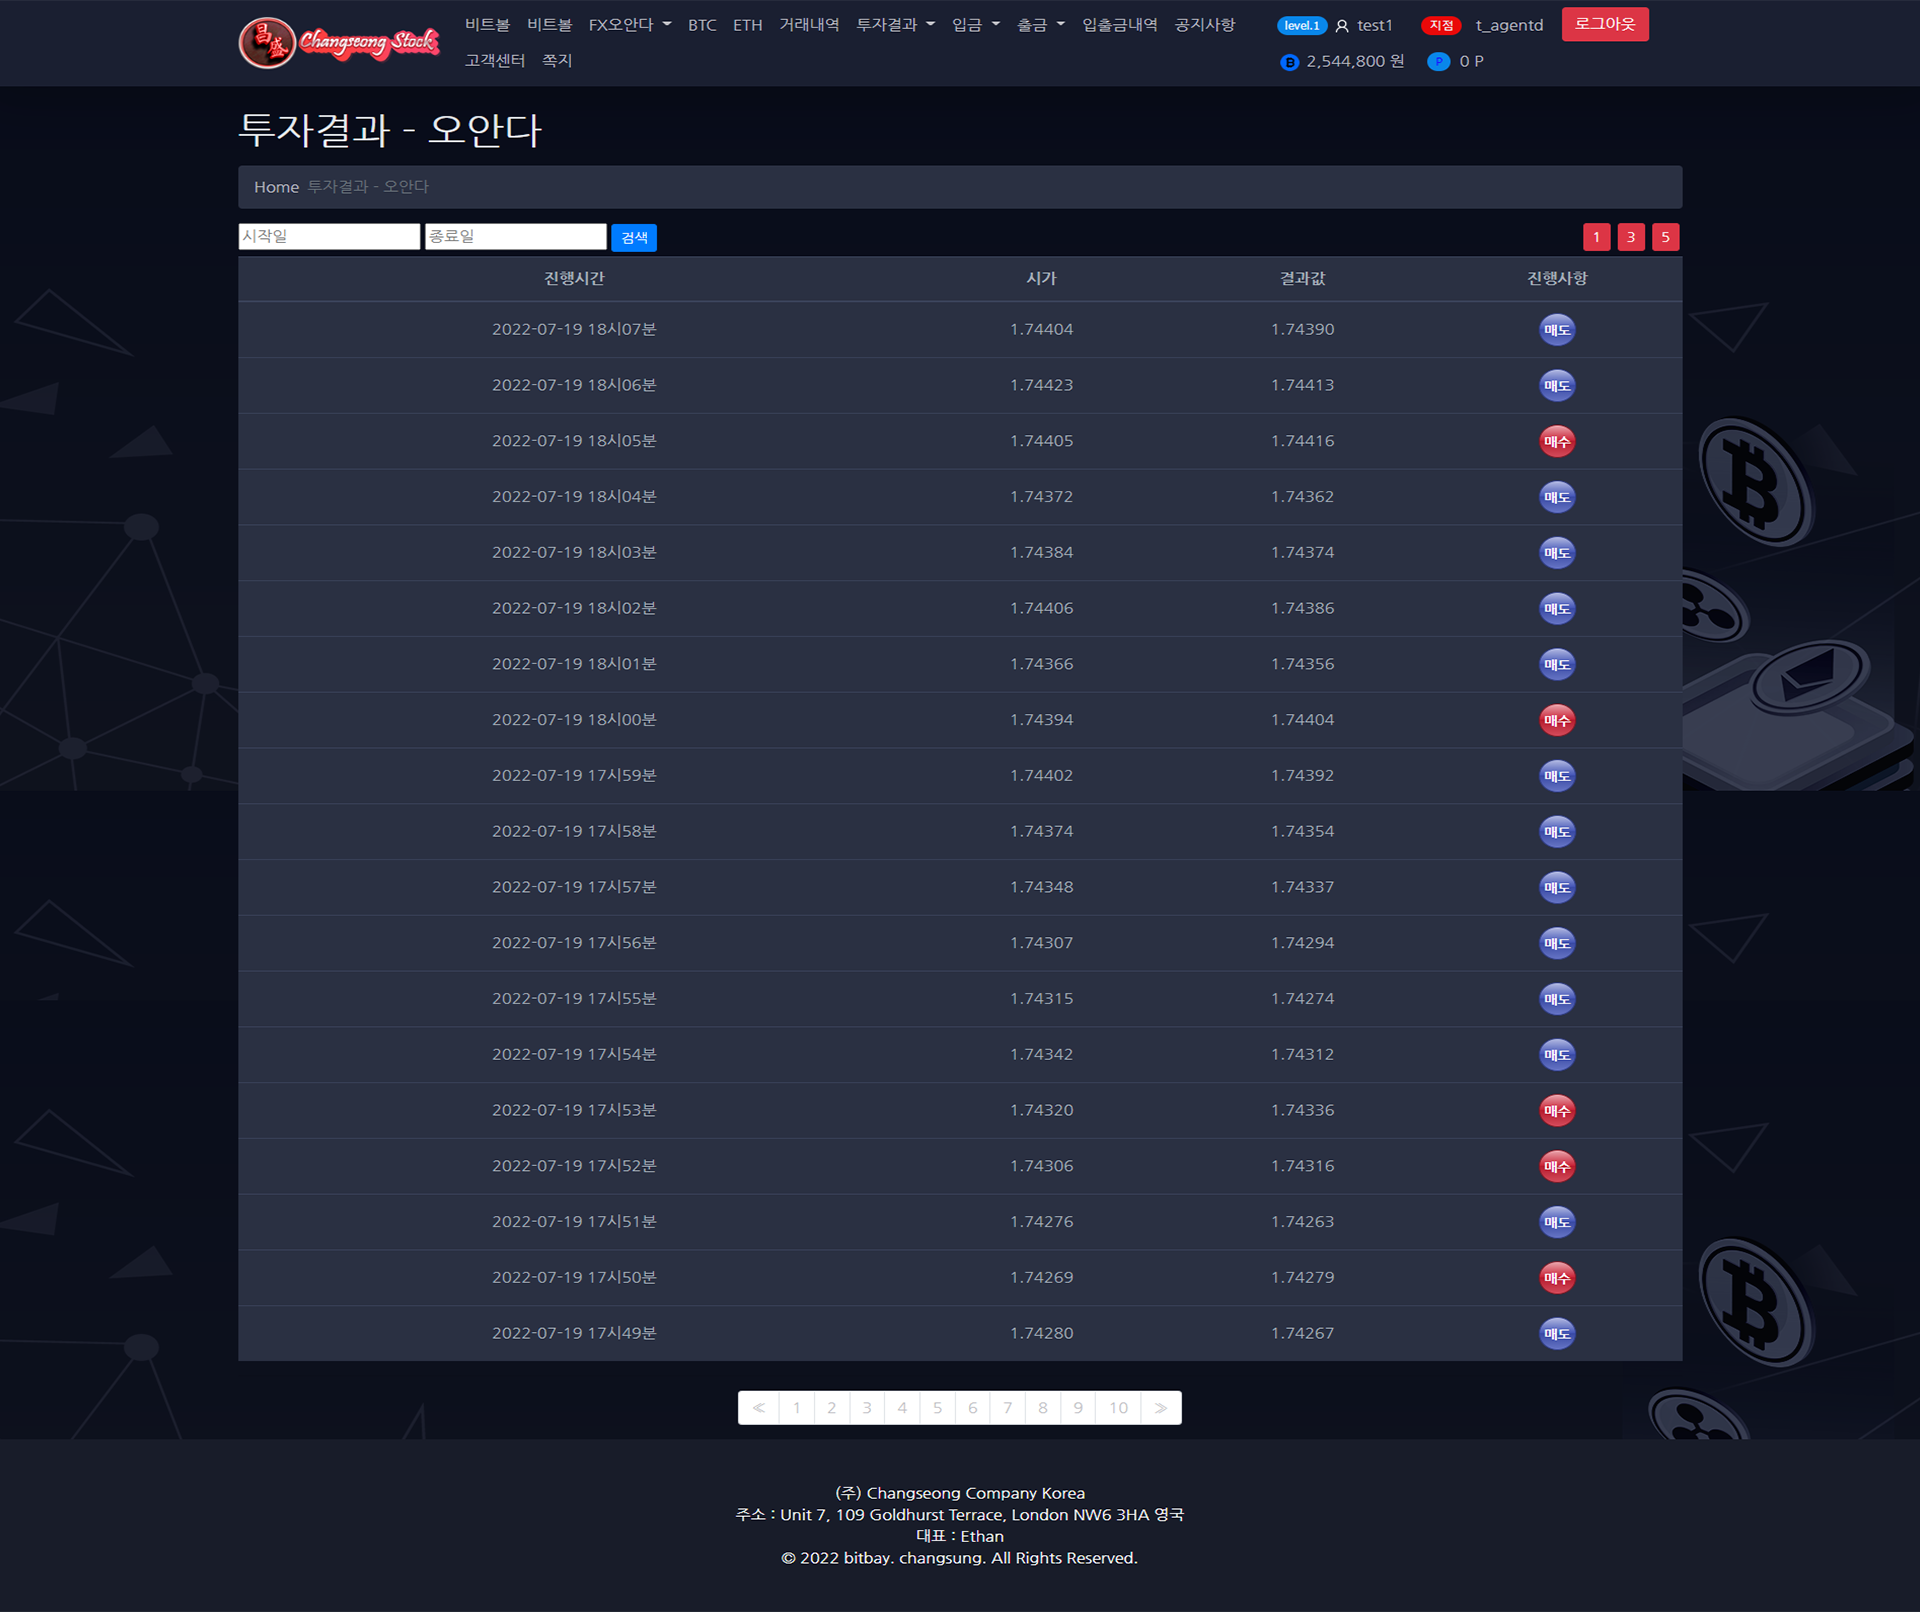 昌盛 Changseong Stock
비트볼 비트볼 FX오안다 BTC ETH 거래내역 투자결과 입금 출금 입출금내역 공지사항
고객센터 쪽지
level.1 test1 지점 t_agentd 로그아웃
B 2,544,800 원 P 0 P
투자결과 - 오안다
Home 투자결과 - 오안다
시작일 종료일 검색 1 3 5
진행시간 시가 결과값 진행사항
2022-07-19 18시07분 1.74404 1.74390 매도
2022-07-19 18시06분 1.74423 1.74413 매도
2022-07-19 18시05분 1.74405 1.74416 매수
2022-07-19 18시04분 1.74372 1.74362 매도
2022-07-19 18시03분 1.74384 1.74374 매도
2022-07-19 18시02분 1.74406 1.74386 매도
2022-07-19 18시01분 1.74366 1.74356 매도
2022-07-19 18시00분 1.74394 1.74404 매수
2022-07-19 17시59분 1.74402 1.74392 매도
2022-07-19 17시58분 1.74374 1.74354 매도
2022-07-19 17시57분 1.74348 1.74337 매도
2022-07-19 17시56분 1.74307 1.74294 매도
2022-07-19 17시55분 1.74315 1.74274 매도
2022-07-19 17시54분 1.74342 1.74312 매도
2022-07-19 17시53분 1.74320 1.74336 매수
2022-07-19 17시52분 1.74306 1.74316 매수
2022-07-19 17시51분 1.74276 1.74263 매도
2022-07-19 17시50분 1.74269 1.74279 매수
2022-07-19 17시49분 1.74280 1.74267 매도
≪ 1 2 3 4 5 6 7 8 9 10 ≫
(주) Changseong Company Korea
주소 : Unit 7, 109 Goldhurst Terrace, London NW6 3HA 영국
대표 : Ethan
© 2022 bitbay. changsung. All Rights Reserved.